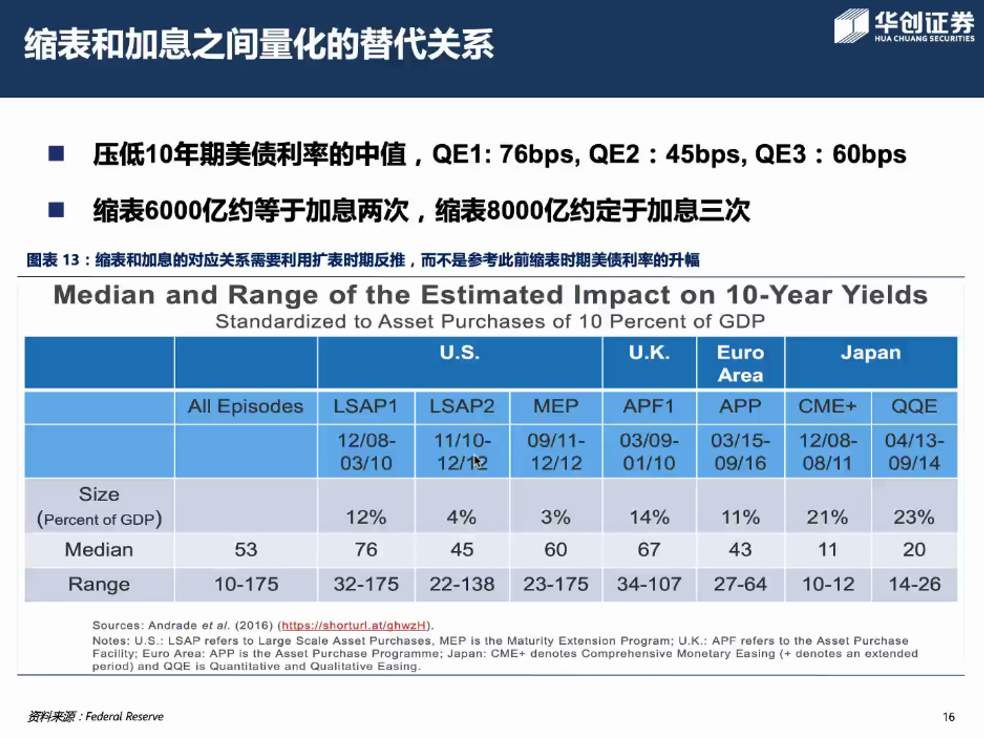 缩表和加息之间量化的替代关系
华创证券
HUA CHUANG SECURITIES
压低10年期美债利率的中值，QE1: 76bps, QE2：45bps, QE3：60bps
缩表6000亿约等于加息两次，缩表8000亿约定于加息三次
图表 13：缩表和加息的对应关系需要利用扩表时期反推，而不是参考此前缩表时期美债利率的升幅
Median and Range of the Estimated Impact on 10-Year Yields
Standardized to Asset Purchases of 10 Percent of GDP
U.S. U.K. Euro Area Japan
All Episodes LSAP1 LSAP2 MEP APF1 APP CME+ QQE
12/08- 11/10- 09/11- 03/09- 03/15- 12/08- 04/13-
03/10 12/12 12/12 01/10 09/16 08/11 09/14
Size
(Percent of GDP) 12% 4% 3% 14% 11% 21% 23%
Median 53 76 45 60 67 43 11 20
Range 10-175 32-175 22-138 23-175 34-107 27-64 10-12 14-26
Sources: Andrade et al. (2016) (https://shorturl.at/ghwzH).
Notes: U.S.: LSAP refers to Large Scale Asset Purchases, MEP is the Maturity Extension Program; U.K.: APF refers to the Asset Purchase
Facility; Euro Area: APP is the Asset Purchase Programme; Japan: CME+ denotes Comprehensive Monetary Easing (+ denotes an extended
period) and QQE is Quantitative and Qualitative Easing.
资料来源：Federal Reserve
16